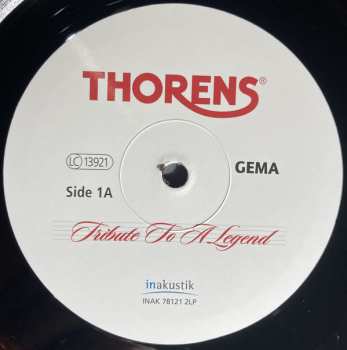 THORENS®
LC 13921
GEMA
Side 1A
Tribute To A Legend
inakustik
INAK 78121 2LP